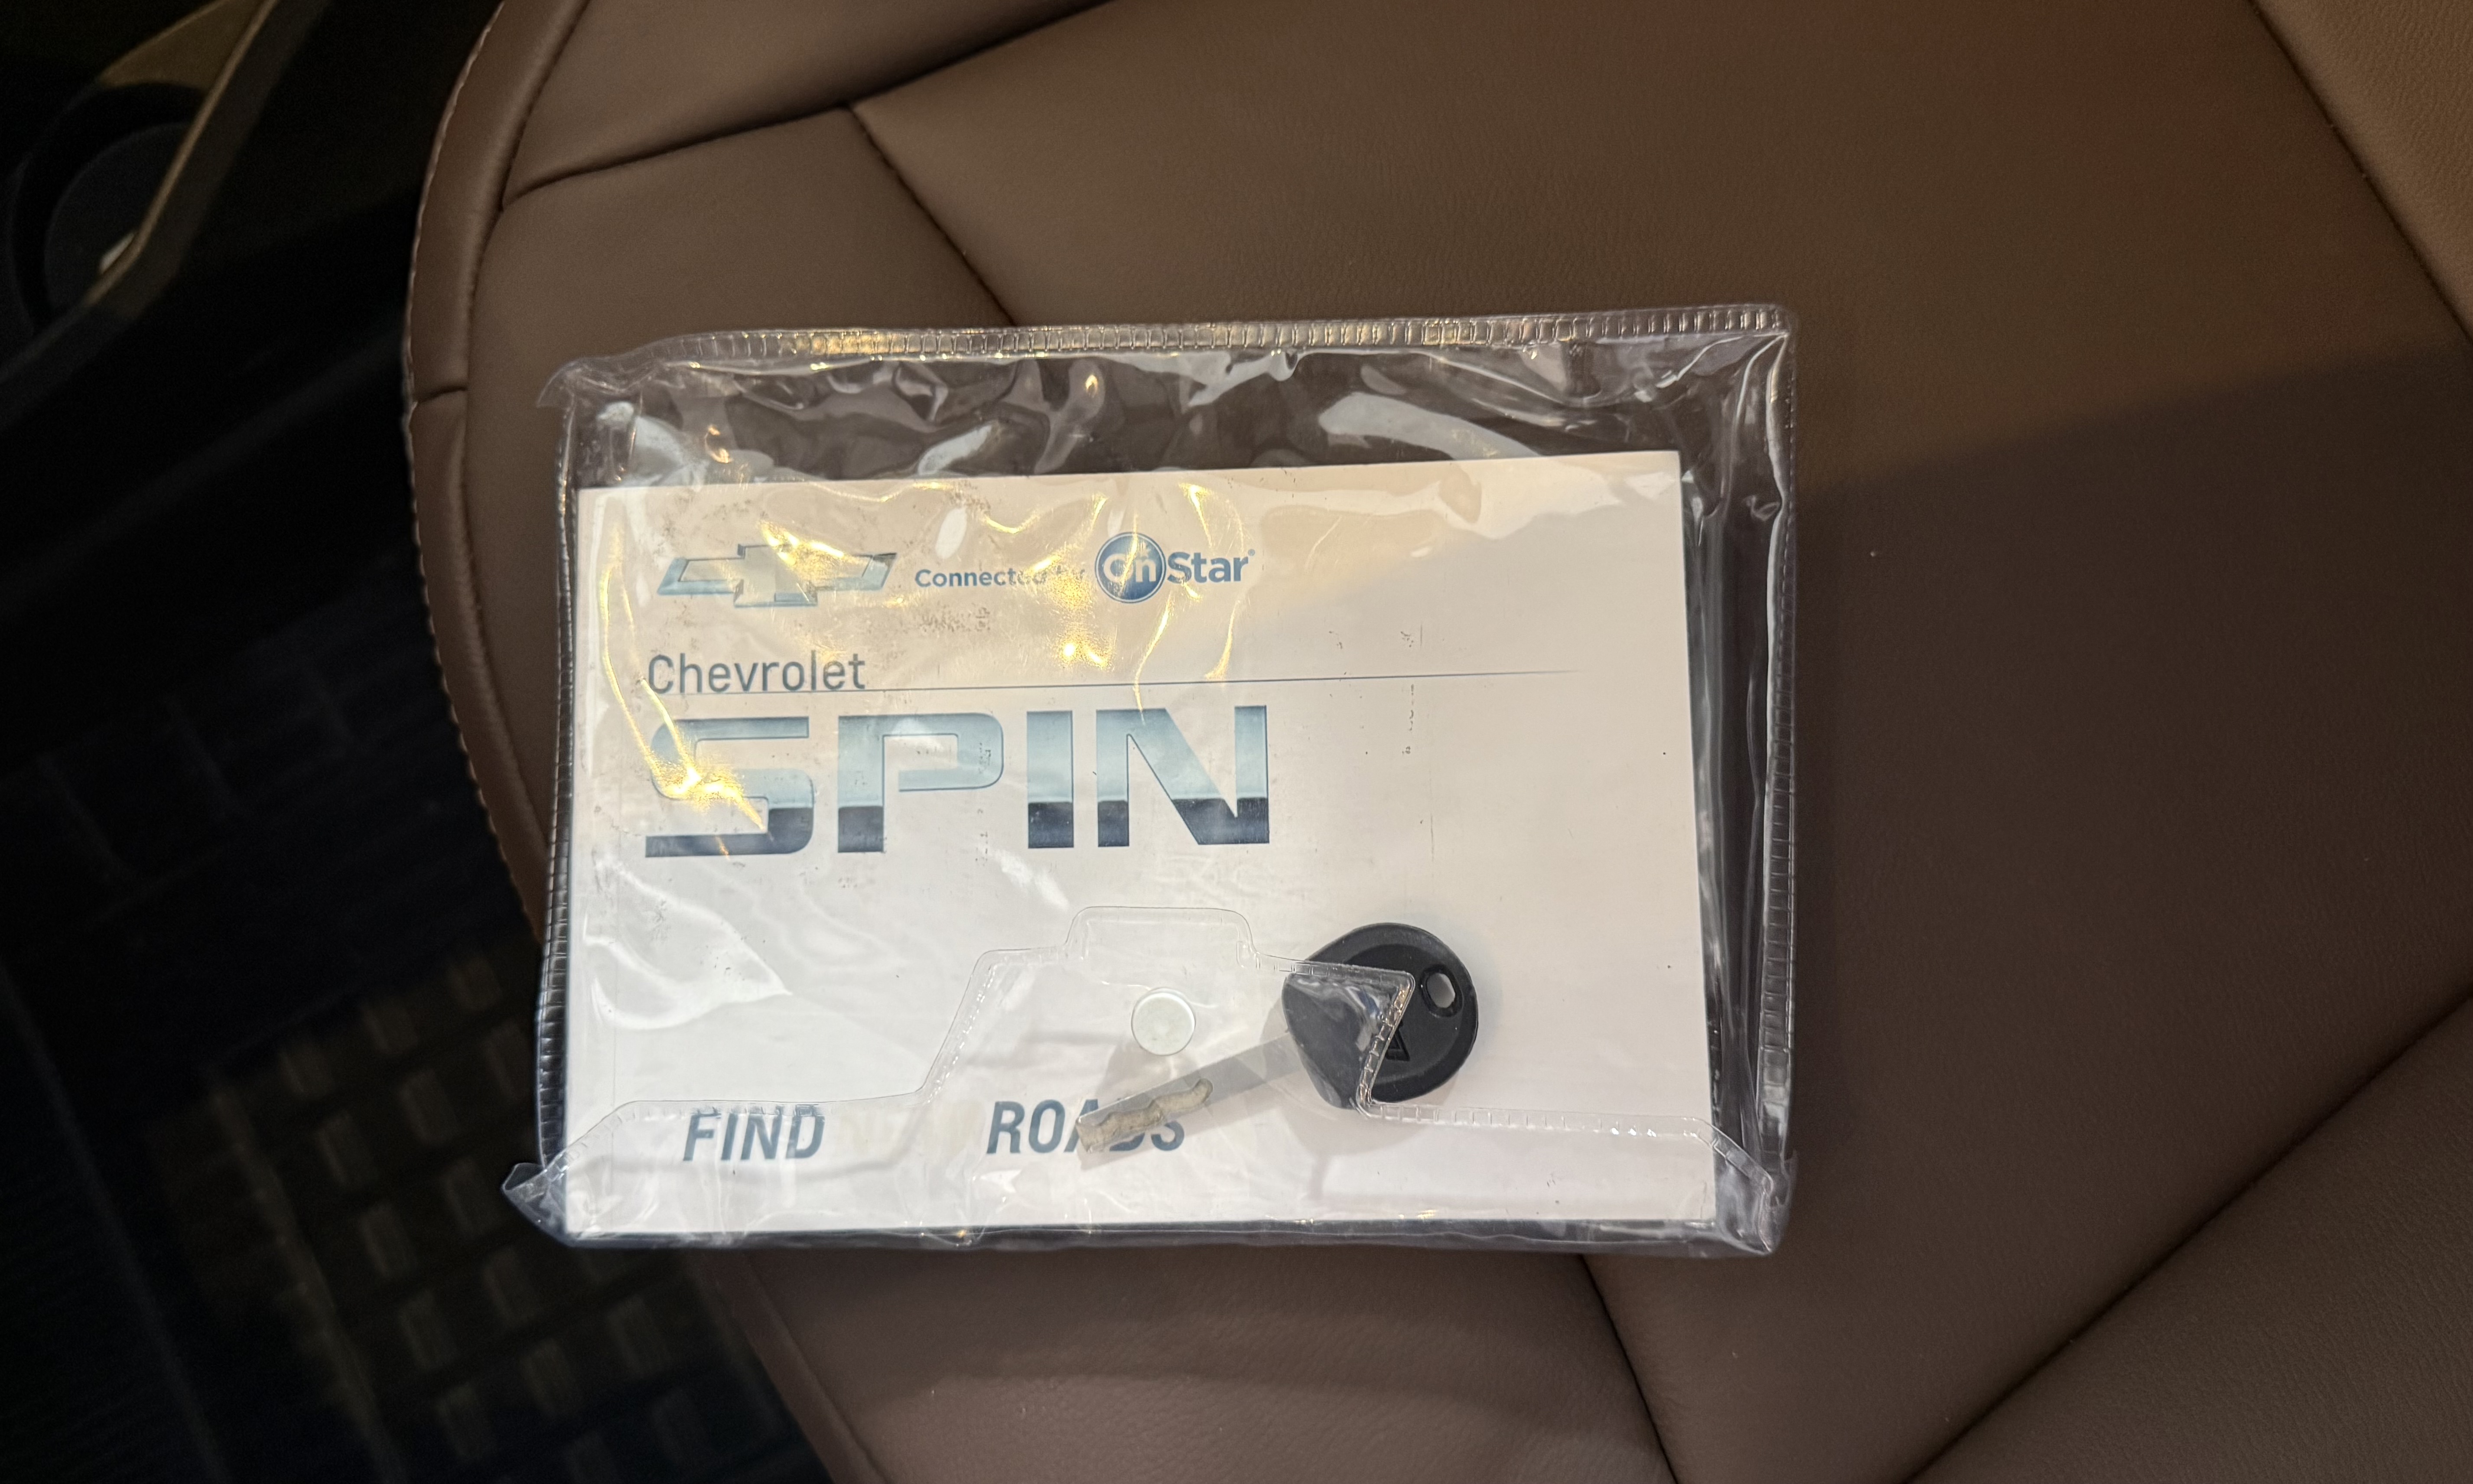 Connected by OnStar
Chevrolet
SPIN
FIND ROADS